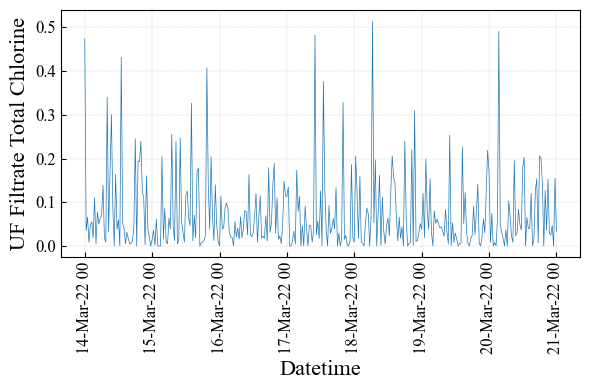 UF Filtrate Total Chlorine
0.5
0.4
0.3
0.2
0.1
0.0
14-Mar-22 00
15-Mar-22 00
16-Mar-22 00
17-Mar-22 00
18-Mar-22 00
19-Mar-22 00
20-Mar-22 00
21-Mar-22 00
Datetime